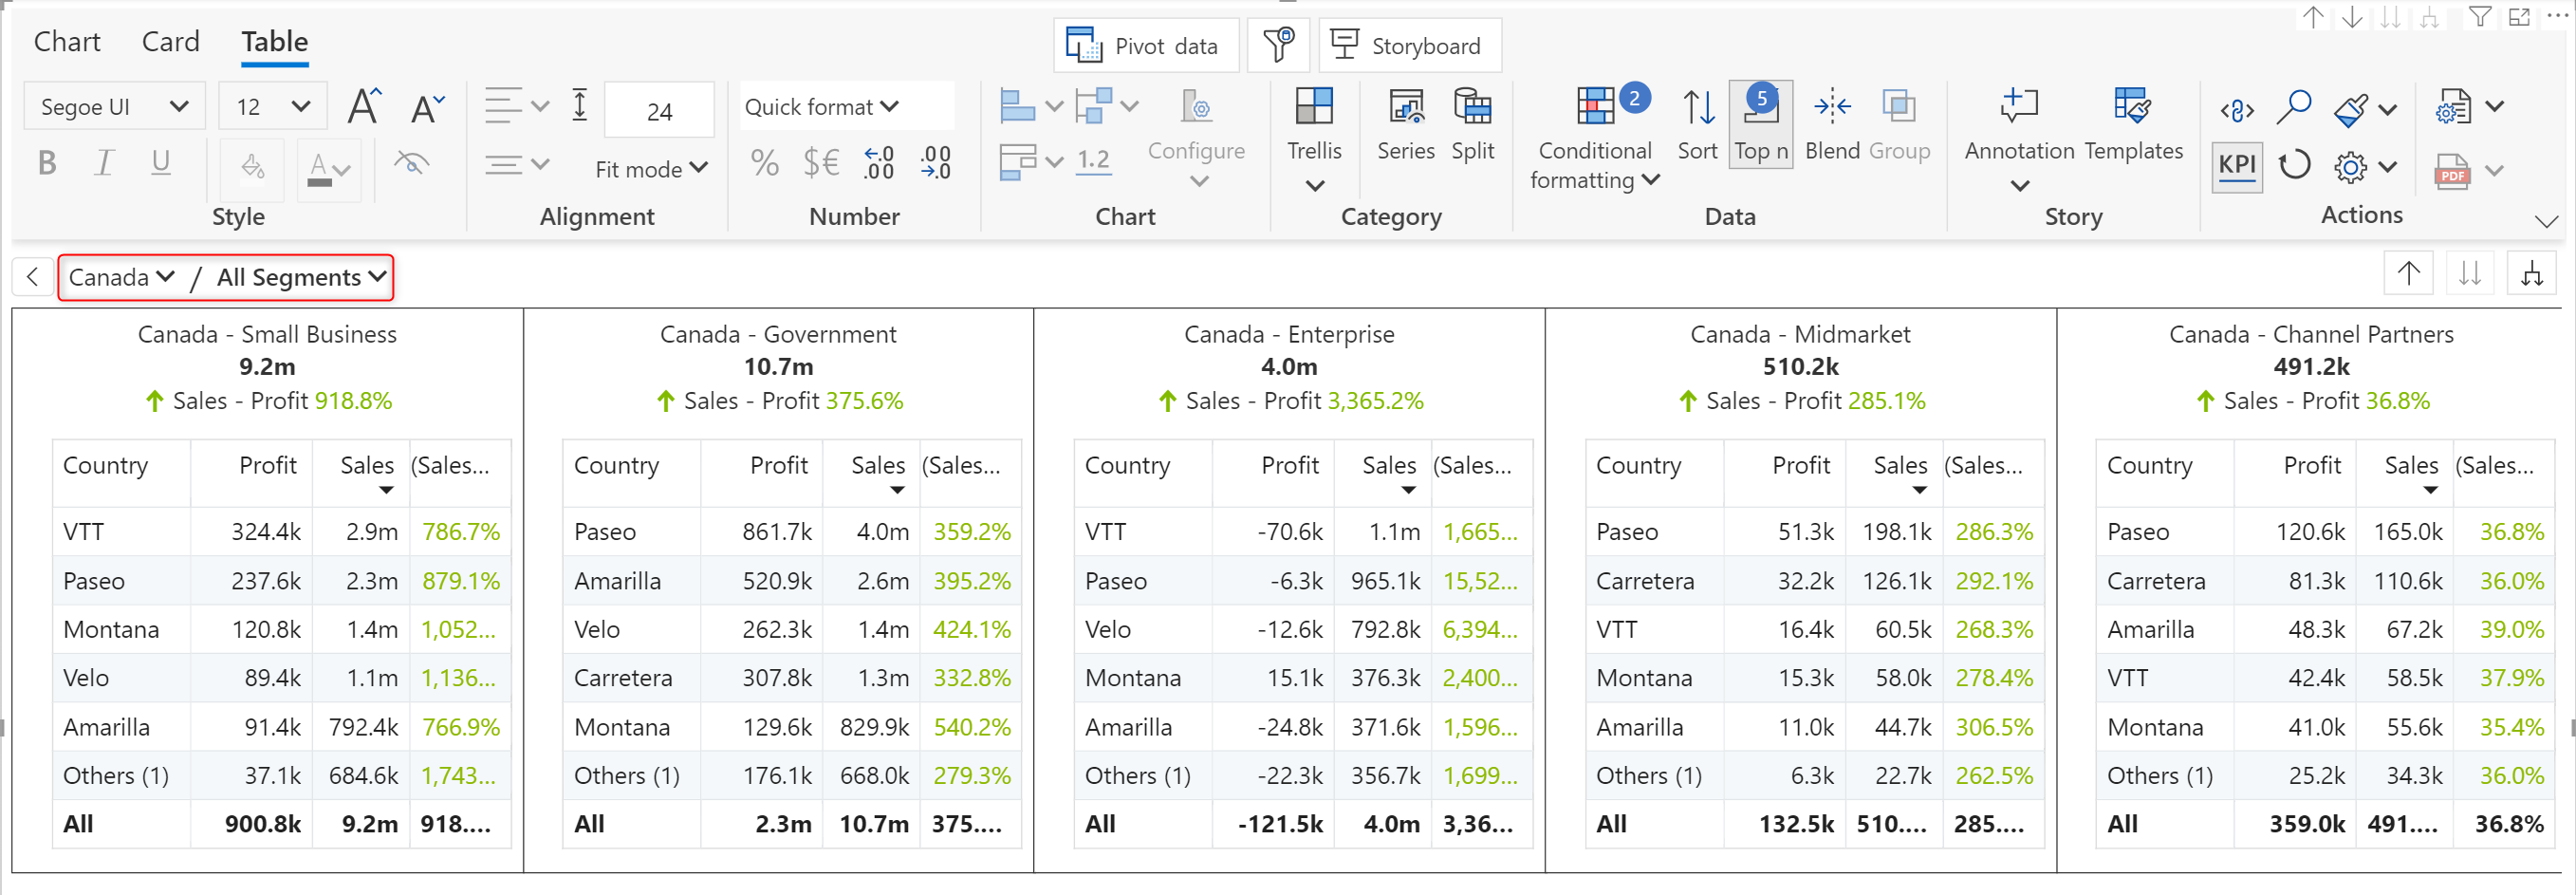 Chart Card Table
Pivot data Storyboard
Segoe UI 12 A A 24 Quick format 2 5
B I U A Fit mode % $€ .0 .00 .00 .0 1.2 Configure Trellis Series Split Conditional formatting Sort Top n Blend Group Annotation Templates KPI PDF
Style Alignment Number Chart Category Data Story Actions
Canada / All Segments
Canada - Small Business
9.2m
Sales - Profit 918.8%
Country Profit Sales (Sales...
VTT 324.4k 2.9m 786.7%
Paseo 237.6k 2.3m 879.1%
Montana 120.8k 1.4m 1,052...
Velo 89.4k 1.1m 1,136...
Amarilla 91.4k 792.4k 766.9%
Others (1) 37.1k 684.6k 1,743...
All 900.8k 9.2m 918....
Canada - Government
10.7m
Sales - Profit 375.6%
Country Profit Sales (Sales...
Paseo 861.7k 4.0m 359.2%
Amarilla 520.9k 2.6m 395.2%
Velo 262.3k 1.4m 424.1%
Carretera 307.8k 1.3m 332.8%
Montana 129.6k 829.9k 540.2%
Others (1) 176.1k 668.0k 279.3%
All 2.3m 10.7m 375....
Canada - Enterprise
4.0m
Sales - Profit 3,365.2%
Country Profit Sales (Sales...
VTT -70.6k 1.1m 1,665...
Paseo -6.3k 965.1k 15,52...
Velo -12.6k 792.8k 6,394...
Montana 15.1k 376.3k 2,400...
Amarilla -24.8k 371.6k 1,596...
Others (1) -22.3k 356.7k 1,699...
All -121.5k 4.0m 3,36...
Canada - Midmarket
510.2k
Sales - Profit 285.1%
Country Profit Sales (Sales...
Paseo 51.3k 198.1k 286.3%
Carretera 32.2k 126.1k 292.1%
VTT 16.4k 60.5k 268.3%
Montana 15.3k 58.0k 278.4%
Amarilla 11.0k 44.7k 306.5%
Others (1) 6.3k 22.7k 262.5%
All 132.5k 510.... 285....
Canada - Channel Partners
491.2k
Sales - Profit 36.8%
Country Profit Sales (Sales...
Paseo 120.6k 165.0k 36.8%
Carretera 81.3k 110.6k 36.0%
Amarilla 48.3k 67.2k 39.0%
VTT 42.4k 58.5k 37.9%
Montana 41.0k 55.6k 35.4%
Others (1) 25.2k 34.3k 36.0%
All 359.0k 491.... 36.8%